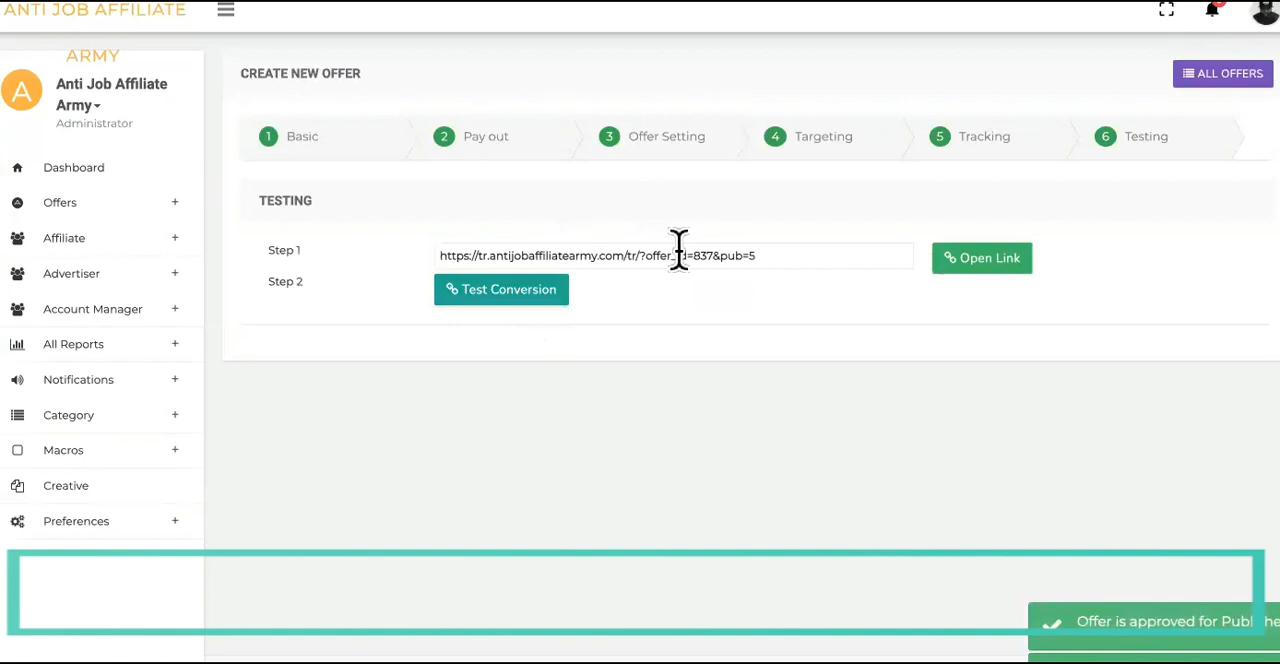 ANTI JOB AFFILIATE
ARMY
A
Anti Job Affiliate
Army
Administrator
Dashboard
Offers +
Affiliate +
Advertiser +
Account Manager +
All Reports +
Notifications +
Category +
Macros +
Creative
Preferences +
CREATE NEW OFFER
ALL OFFERS
1 Basic
2 Pay out
3 Offer Setting
4 Targeting
5 Tracking
6 Testing
TESTING
Step 1
https://tr.antijobaffiliatearmy.com/tr/?offer_id=837&pub=5
Open Link
Step 2
Test Conversion
Offer is approved for